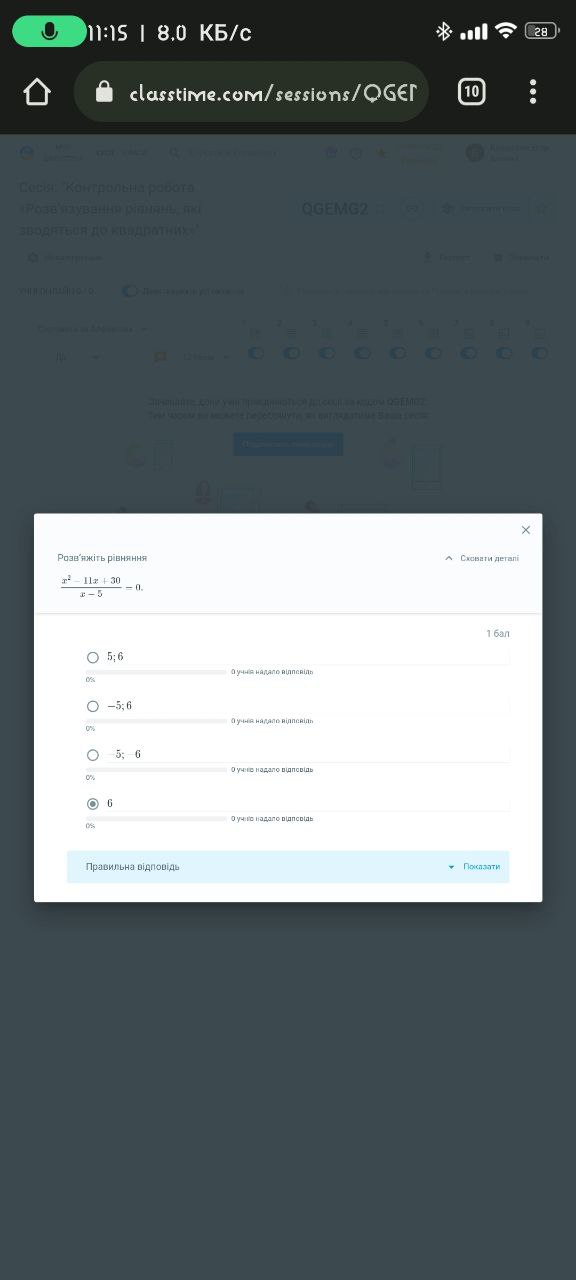 11:15 | 8,0 КБ/с
28
classtime.com/sessions/QGE
10
Сесія: "Контрольна робота
«Розв'язування рівнянь, які
зводяться до квадратних»"
QGEMG2
Зачекайте, доки учні приєднаються до сесії за кодом QGEMG2.
Тим часом ви можете переглянути, як виглядатиме Ваша сесія
Розв'яжіть рівняння
Сховати деталі
x² − 11x + 30 / x − 5 = 0.
1 бал
5; 6
0 учнів надало відповідь
0%
−5; 6
0 учнів надало відповідь
0%
−5; −6
0 учнів надало відповідь
0%
6
0 учнів надало відповідь
0%
Правильна відповідь
Показати